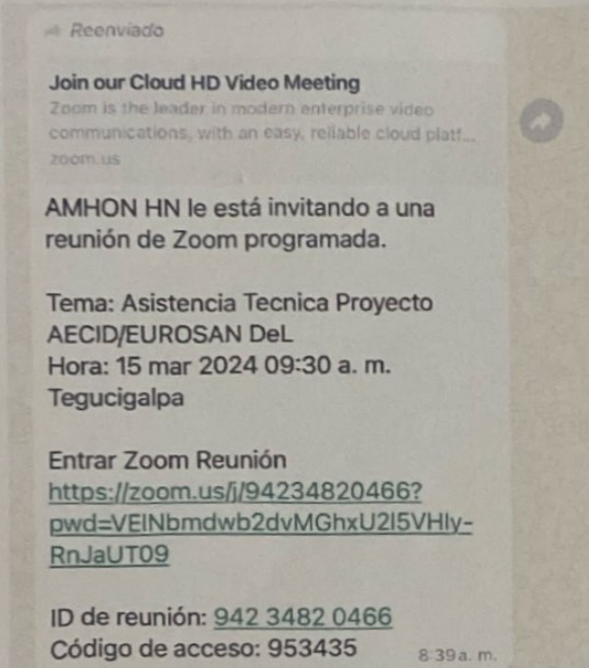 Reenviado
Join our Cloud HD Video Meeting
Zoom is the leader in modern enterprise video
communications, with an easy, reliable cloud platf...
zoom.us
AMHON HN le está invitando a una
reunión de Zoom programada.
Tema: Asistencia Tecnica Proyecto
AECID/EUROSAN DeL
Hora: 15 mar 2024 09:30 a. m.
Tegucigalpa
Entrar Zoom Reunión
https://zoom.us/j/94234820466?
pwd=VElNbmdwb2dvMGhxU2l5VHly-
RnJaUT09
ID de reunión: 942 3482 0466
Código de acceso: 953435
8:39 a. m.